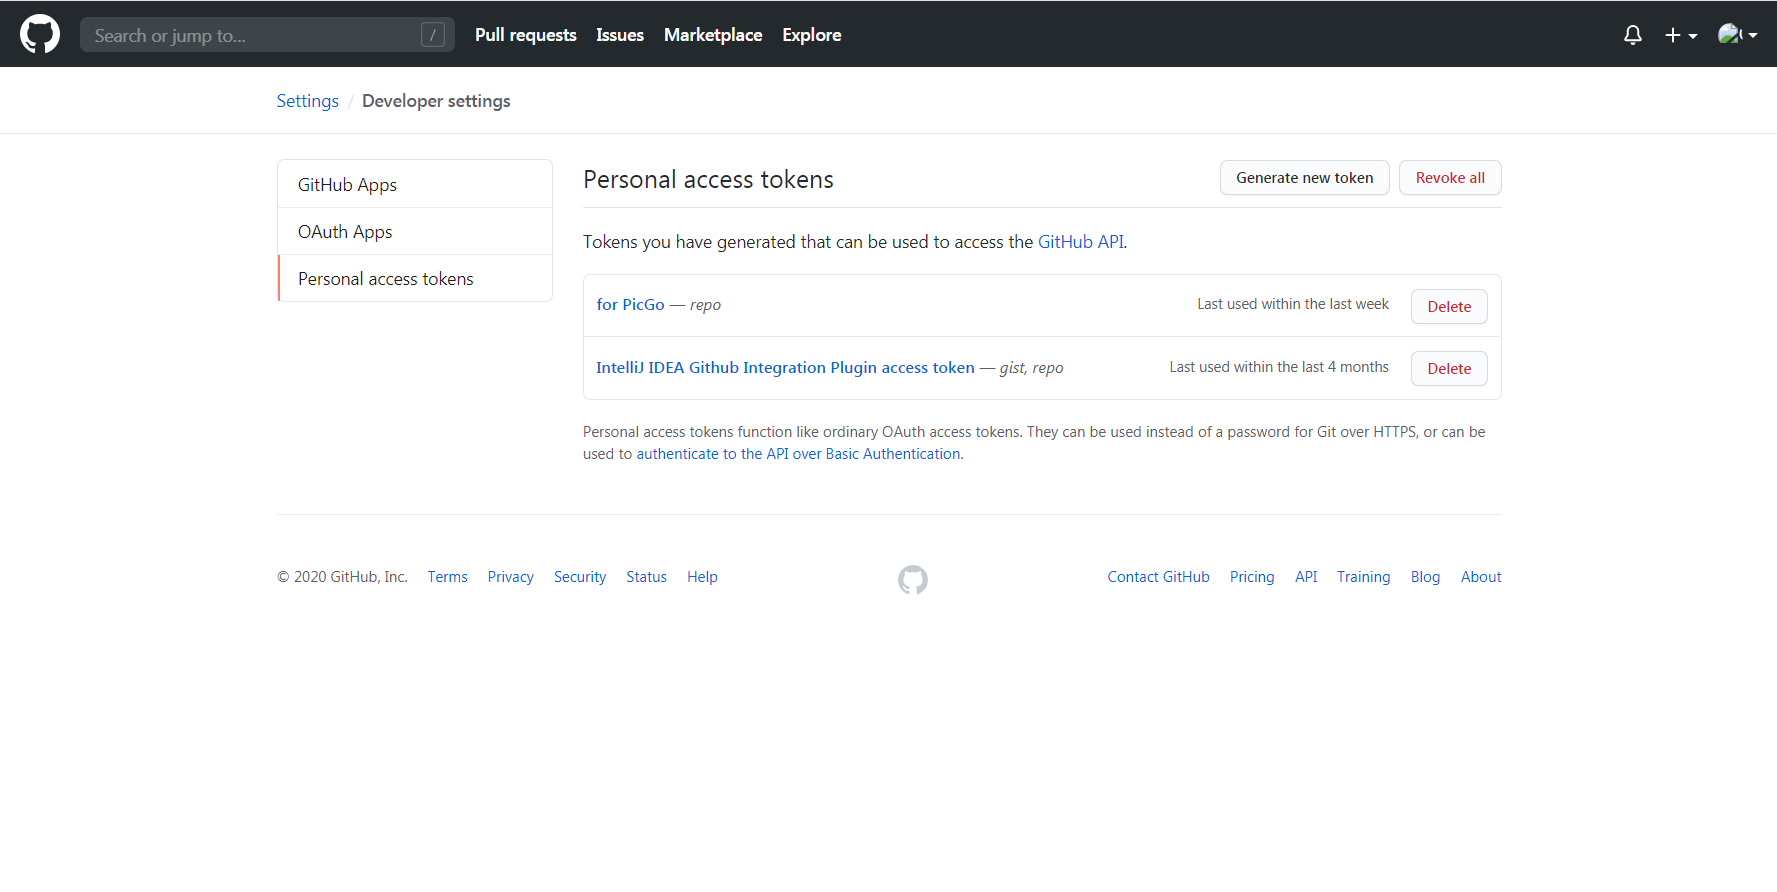 Search or jump to... /
Pull requests Issues Marketplace Explore
Settings / Developer settings
GitHub Apps
OAuth Apps
Personal access tokens
Personal access tokens
Generate new token Revoke all
Tokens you have generated that can be used to access the GitHub API.
for PicGo — repo Last used within the last week Delete
IntelliJ IDEA Github Integration Plugin access token — gist, repo Last used within the last 4 months Delete
Personal access tokens function like ordinary OAuth access tokens. They can be used instead of a password for Git over HTTPS, or can be
used to authenticate to the API over Basic Authentication.
© 2020 GitHub, Inc. Terms Privacy Security Status Help Contact GitHub Pricing API Training Blog About